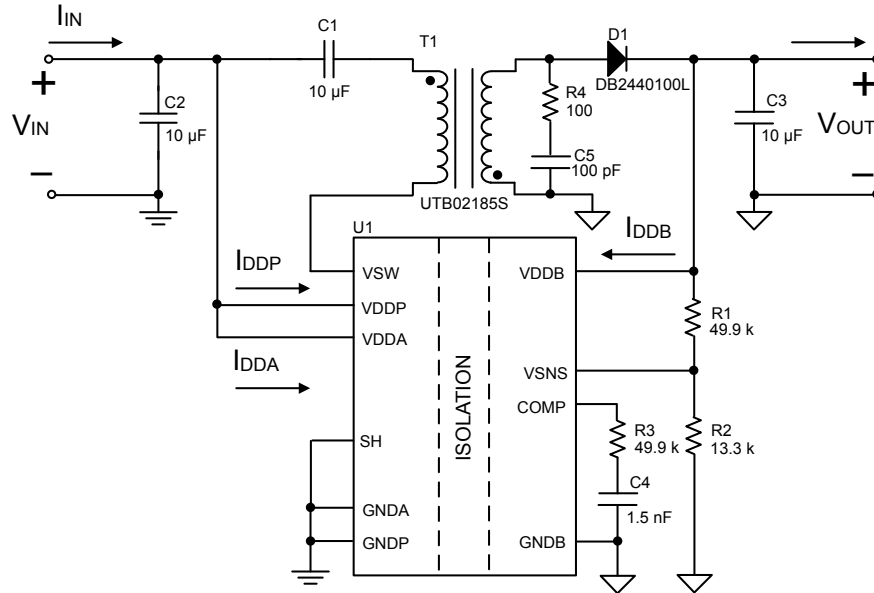 IIN
C1
10 µF
T1
D1
DB2440100L
+
VIN
−
C2
10 µF
R4
100
C5
100 pF
C3
10 µF
+
VOUT
−
UTB02185S
U1
IDDP
IDDA
IDDB
VSW
VDDP
VDDA
SH
GNDA
GNDP
ISOLATION
VDDB
VSNS
COMP
GNDB
R1
49.9 k
R3
49.9 k
R2
13.3 k
C4
1.5 nF